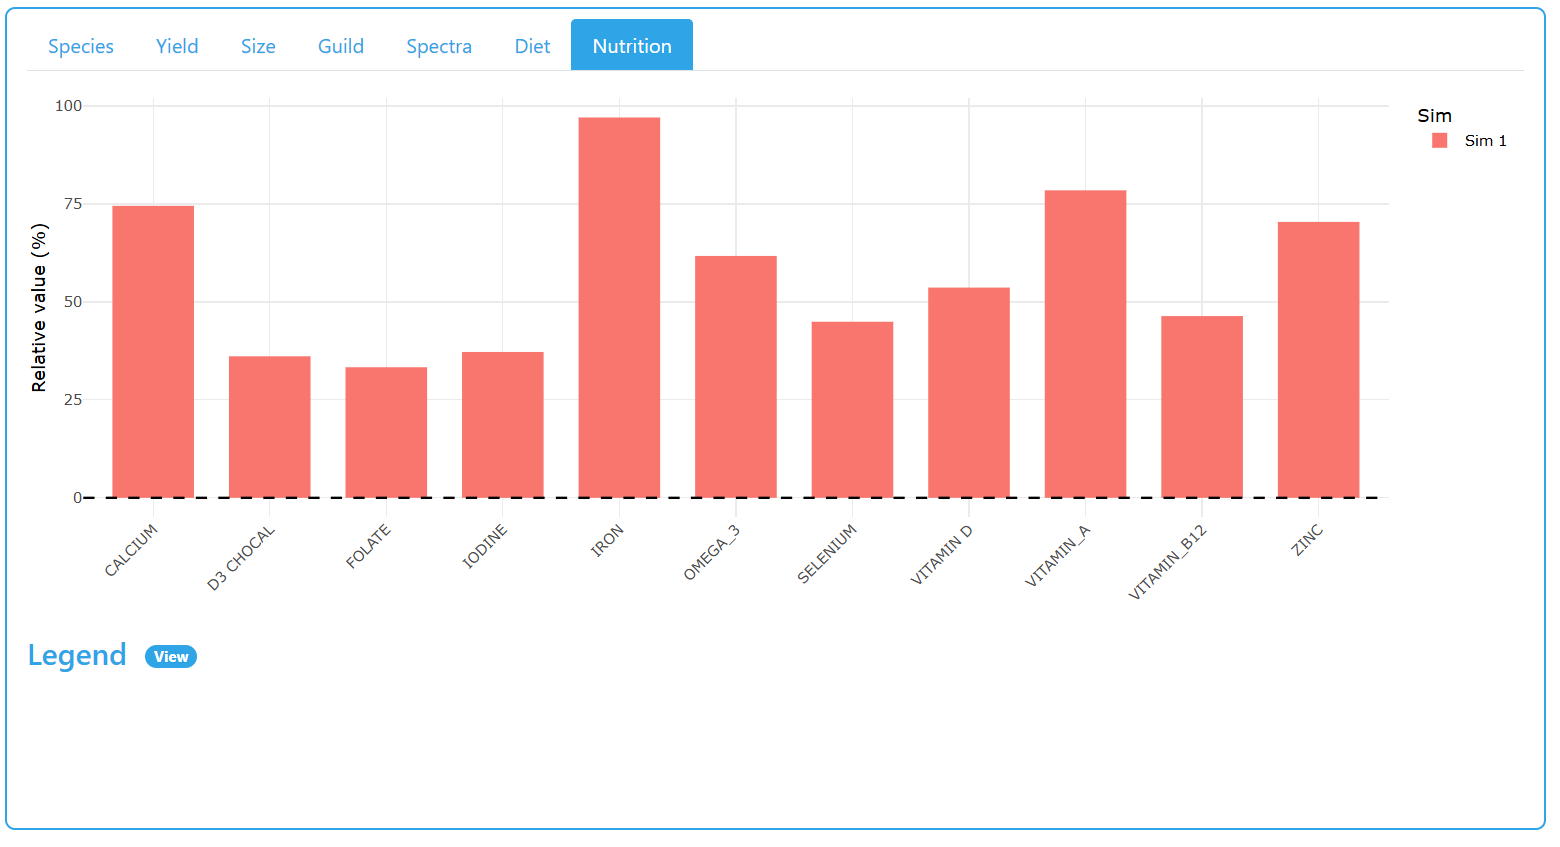 Species Yield Size Guild Spectra Diet Nutrition
100
75
50
25
0
Relative value (%)
CALCIUM
D3 CHOCAL
FOLATE
IODINE
IRON
OMEGA_3
SELENIUM
VITAMIN D
VITAMIN_A
VITAMIN_B12
ZINC
Sim
Sim 1
Legend View